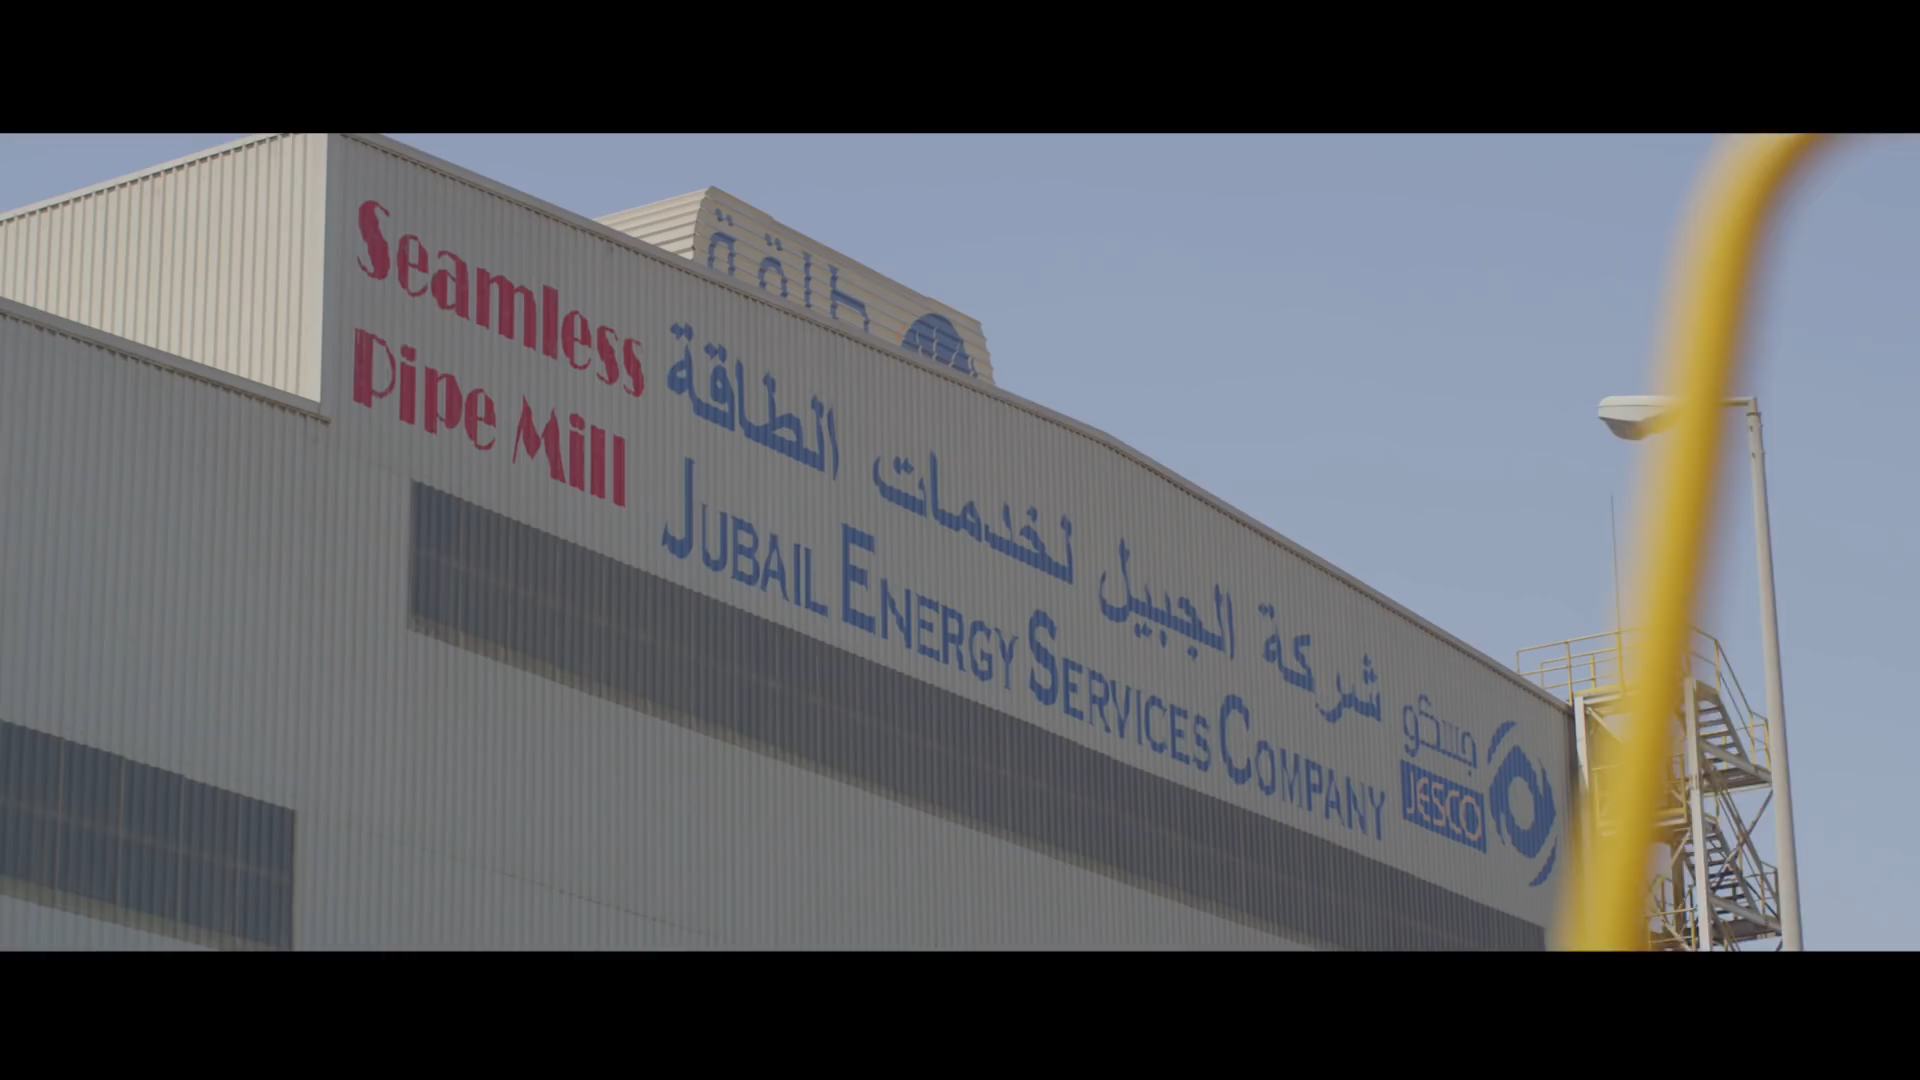 طاقة
Seamless
Pipe Mill
شركة الجبيل لخدمات الطاقة
JUBAIL ENERGY SERVICES COMPANY
جسكو
JESCO